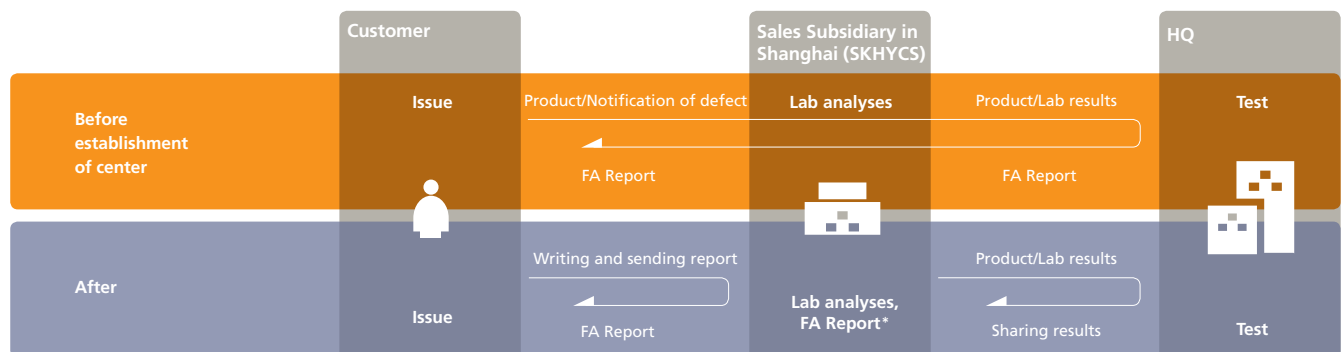 Customer
Sales Subsidiary in
Shanghai (SKHYCS)
HQ
Before
establishment
of center
Issue
Product/Notification of defect
Lab analyses
Product/Lab results
Test
FA Report
FA Report
After
Writing and sending report
Product/Lab results
Issue
Lab analyses,
FA Report*
Test
FA Report
Sharing results